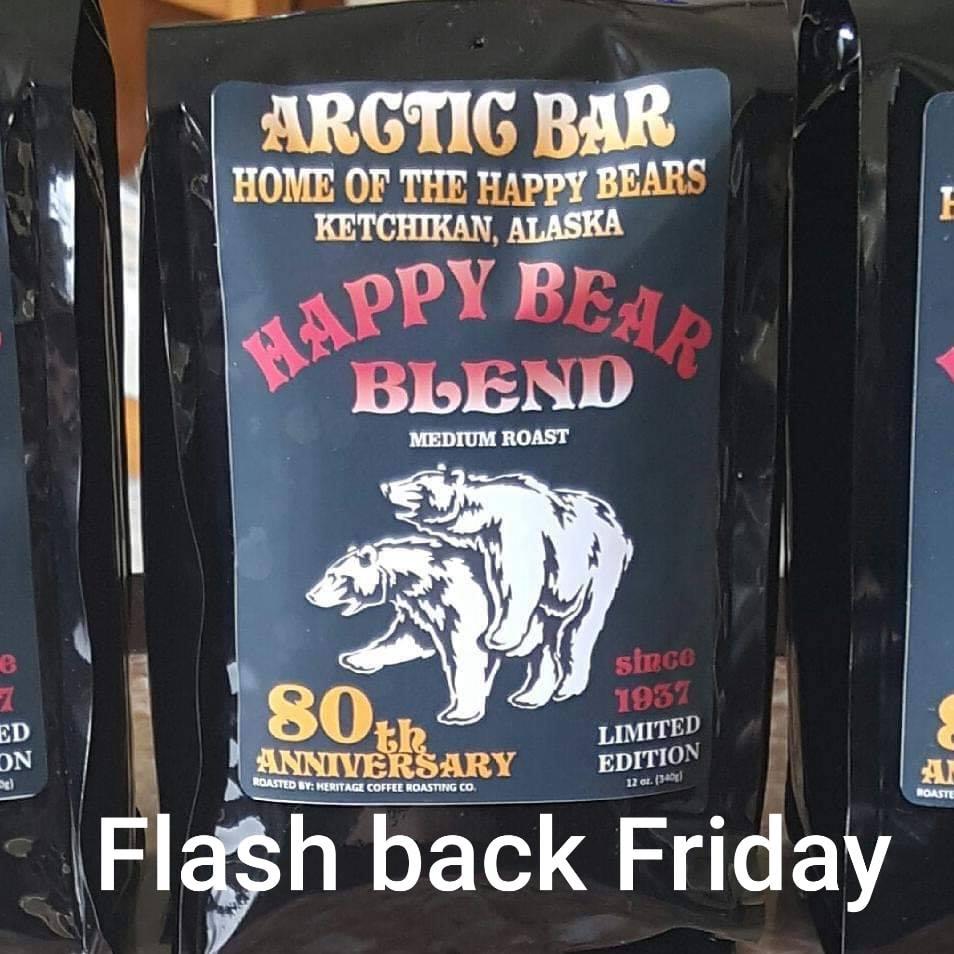 ARCTIC BAR
HOME OF THE HAPPY BEARS
KETCHIKAN, ALASKA
HAPPY BEAR
BLEND
MEDIUM ROAST
since
1937
LIMITED
EDITION
12 oz. (340g)
80th
ANNIVERSARY
ROASTED BY: HERITAGE COFFEE ROASTING CO.
Flash back Friday